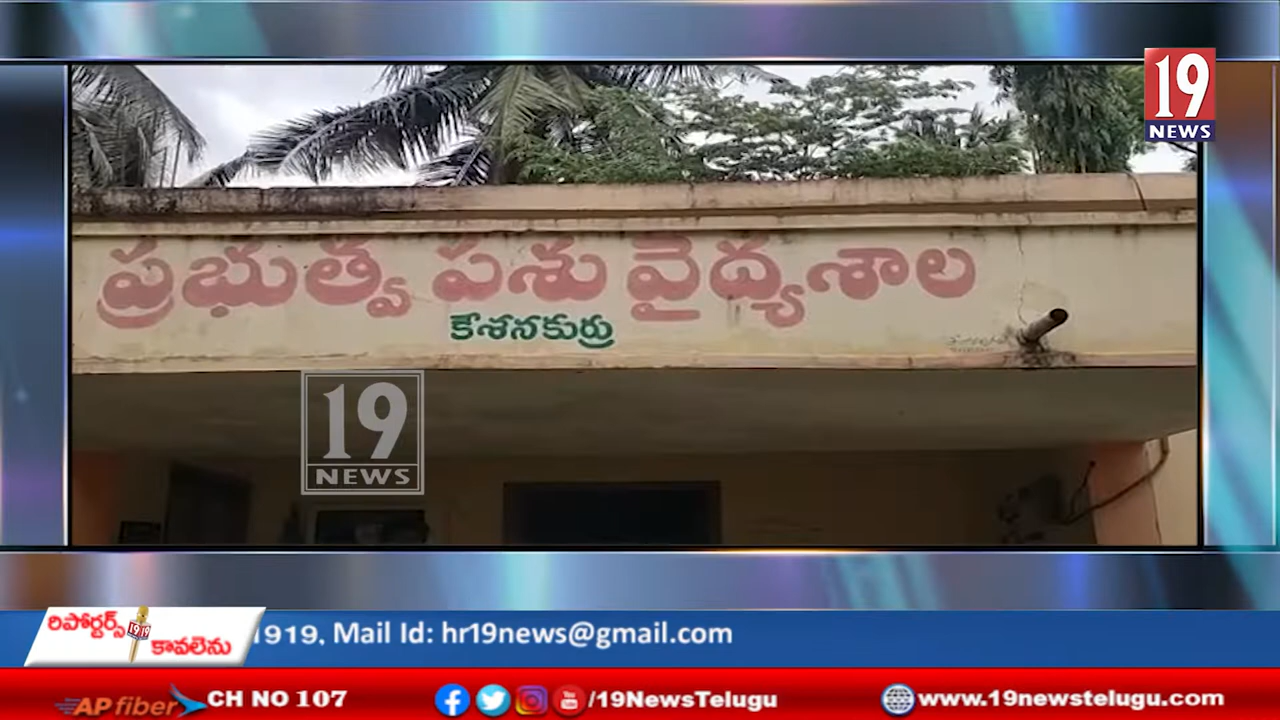 19
NEWS
ప్రభుత్వ పశు వైద్యశాల
కేశనకుర్రు
19
NEWS
రిపోర్టర్స్
కావలెను
1919, Mail Id: hr19news@gmail.com
AP fiber CH NO 107
/19NewsTelugu
www.19newstelugu.com